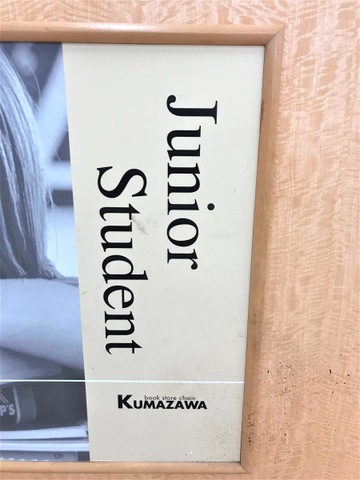 Junior
Student
book store chain
KUMAZAWA